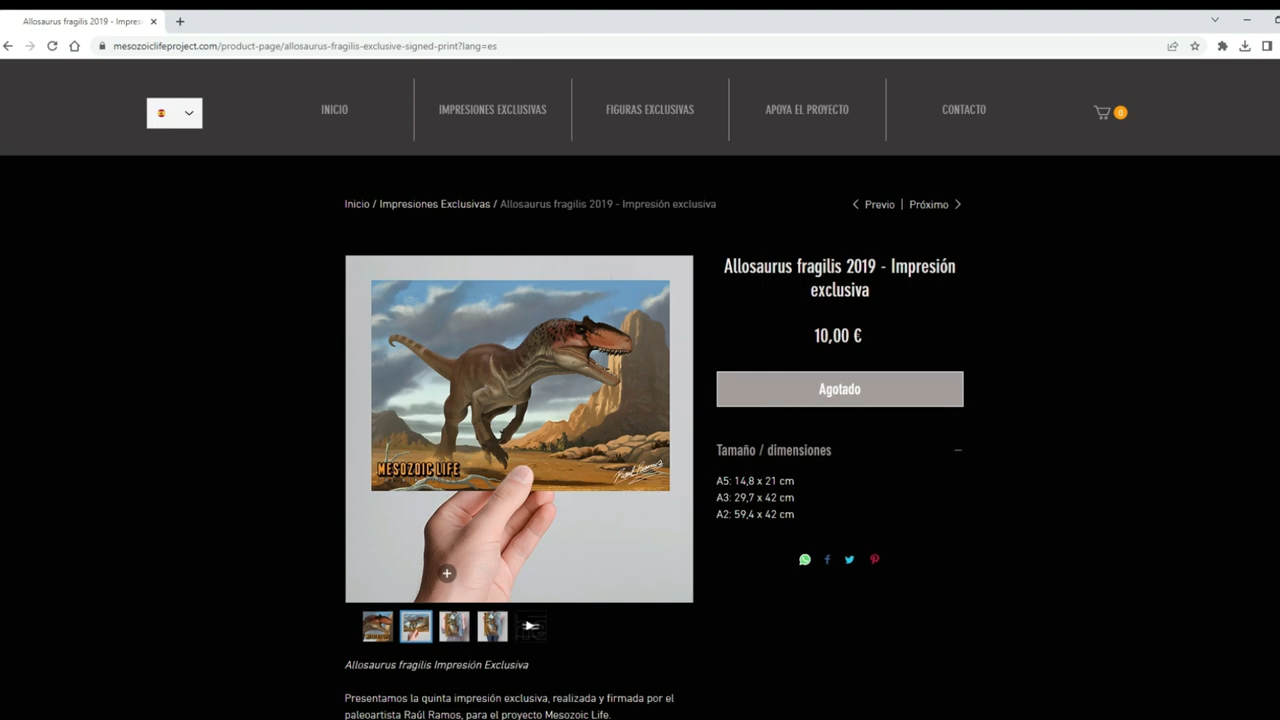 Allosaurus fragilis 2019 - Impres
mesozoiclifeproject.com/product-page/allosaurus-fragilis-exclusive-signed-print?lang=es
INICIO
IMPRESIONES EXCLUSIVAS
FIGURAS EXCLUSIVAS
APOYA EL PROYECTO
CONTACTO
0
Inicio / Impresiones Exclusivas / Allosaurus fragilis 2019 - Impresión exclusiva
Previo | Próximo
Allosaurus fragilis 2019 - Impresión
exclusiva
10,00 €
Agotado
Tamaño / dimensiones
A5: 14,8 x 21 cm
A3: 29,7 x 42 cm
A2: 59,4 x 42 cm
MESOZOIC LIFE
Allosaurus fragilis Impresión Exclusiva
Presentamos la quinta impresión exclusiva, realizada y firmada por el
paleoartista Raúl Ramos, para el proyecto Mesozoic Life.